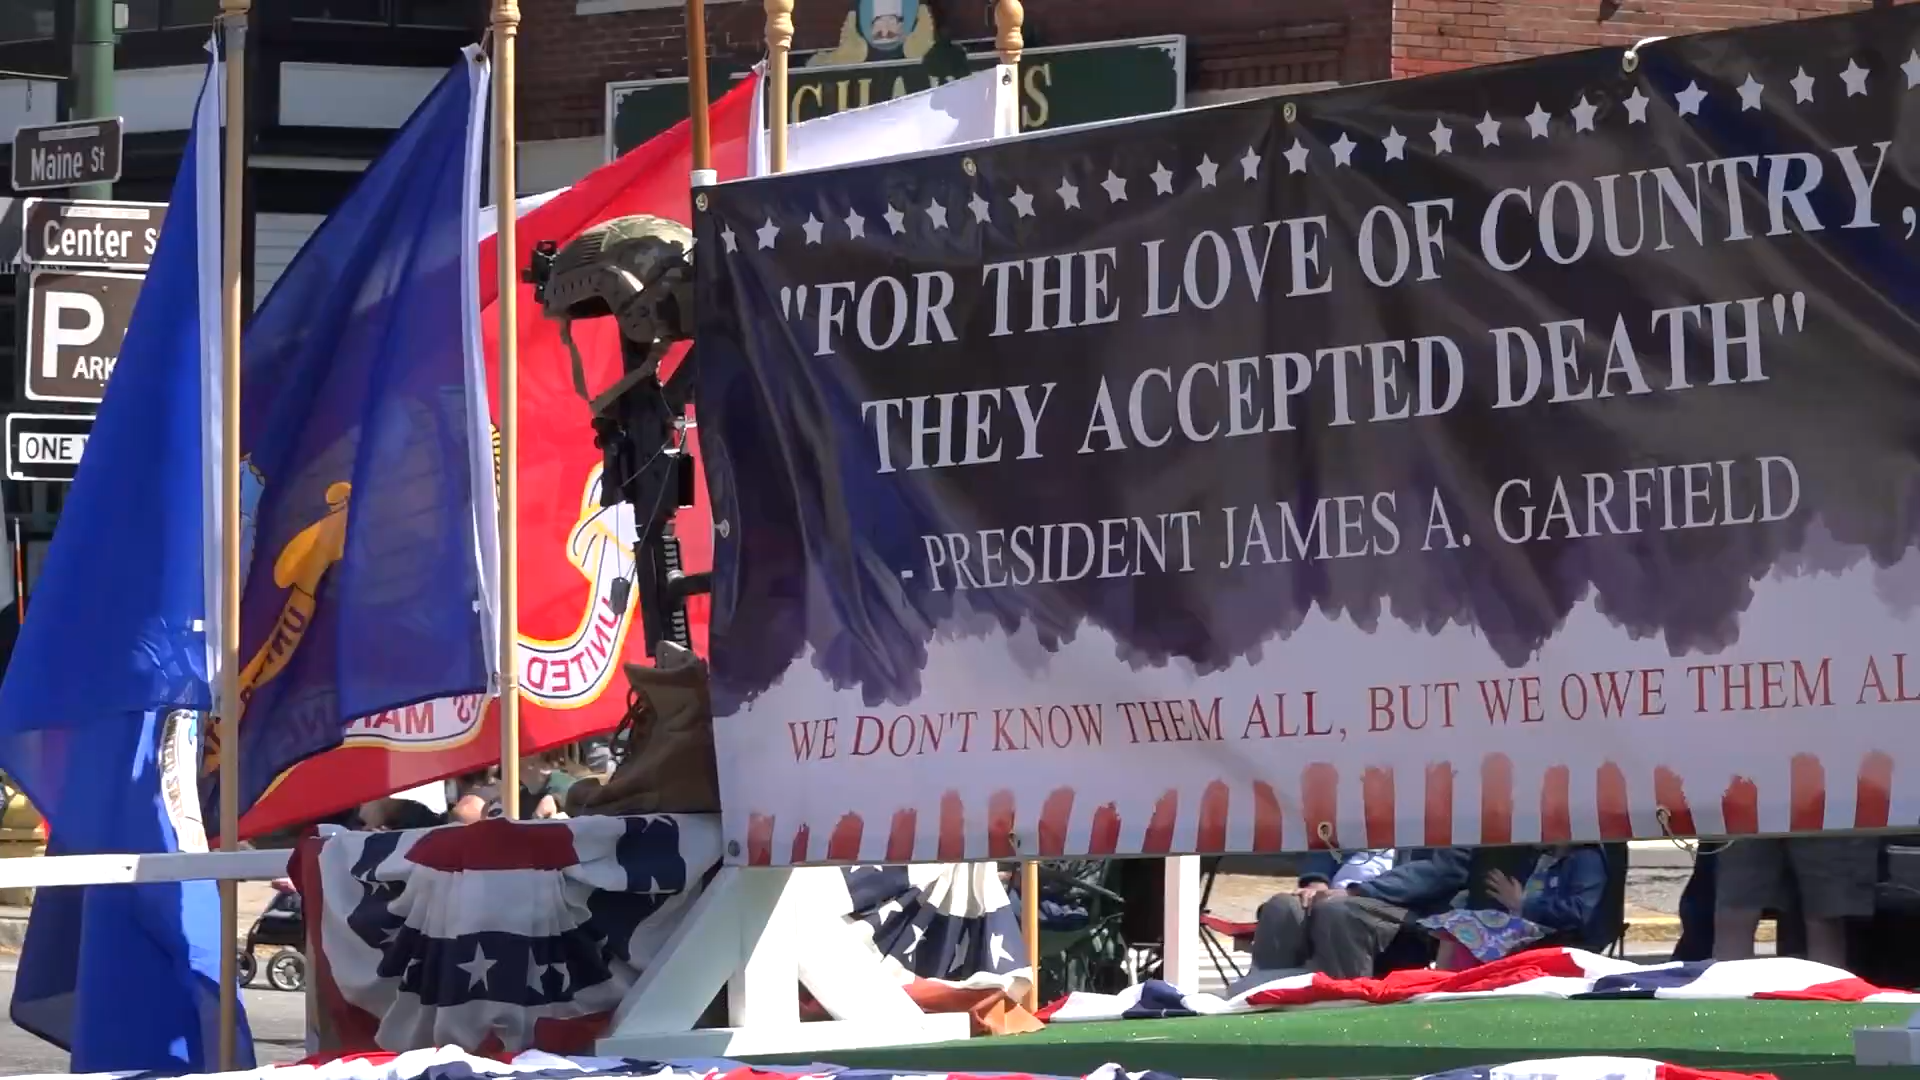 Maine St
Center S
P
ARK
ONE
"FOR THE LOVE OF COUNTRY,
THEY ACCEPTED DEATH"
- PRESIDENT JAMES A. GARFIELD
WE DON'T KNOW THEM ALL, BUT WE OWE THEM AL
UNITED